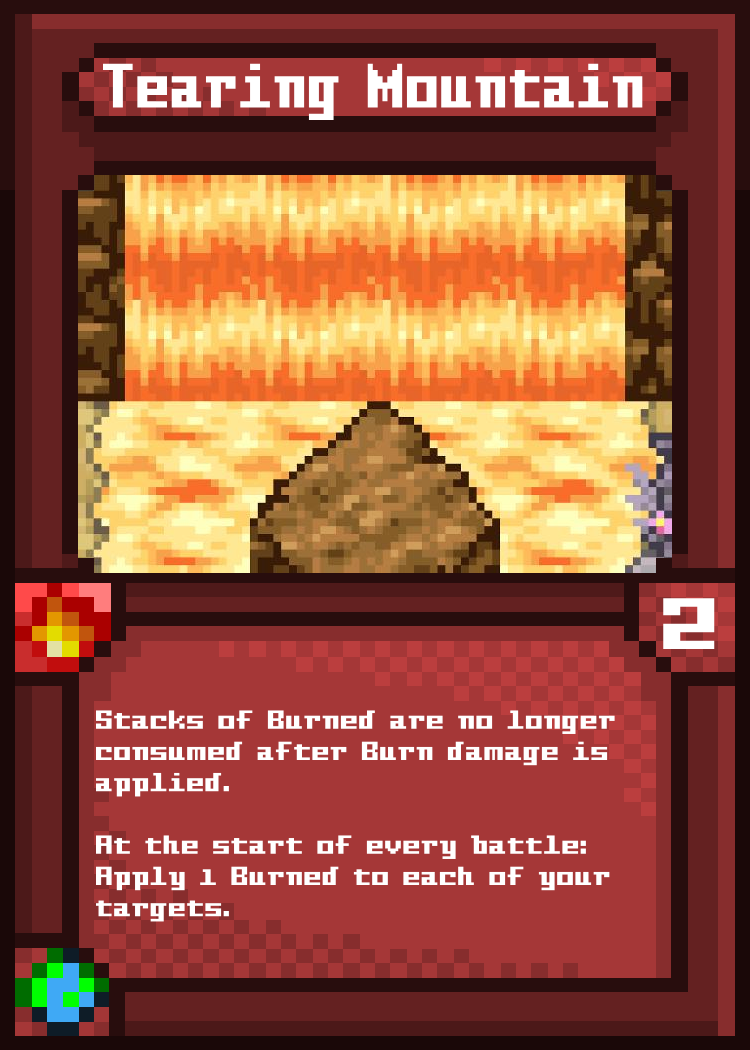 Tearing Mountain
2
Stacks of Burned are no longer
consumed after Burn damage is
applied.
At the start of every battle:
Apply 1 Burned to each of your
targets.